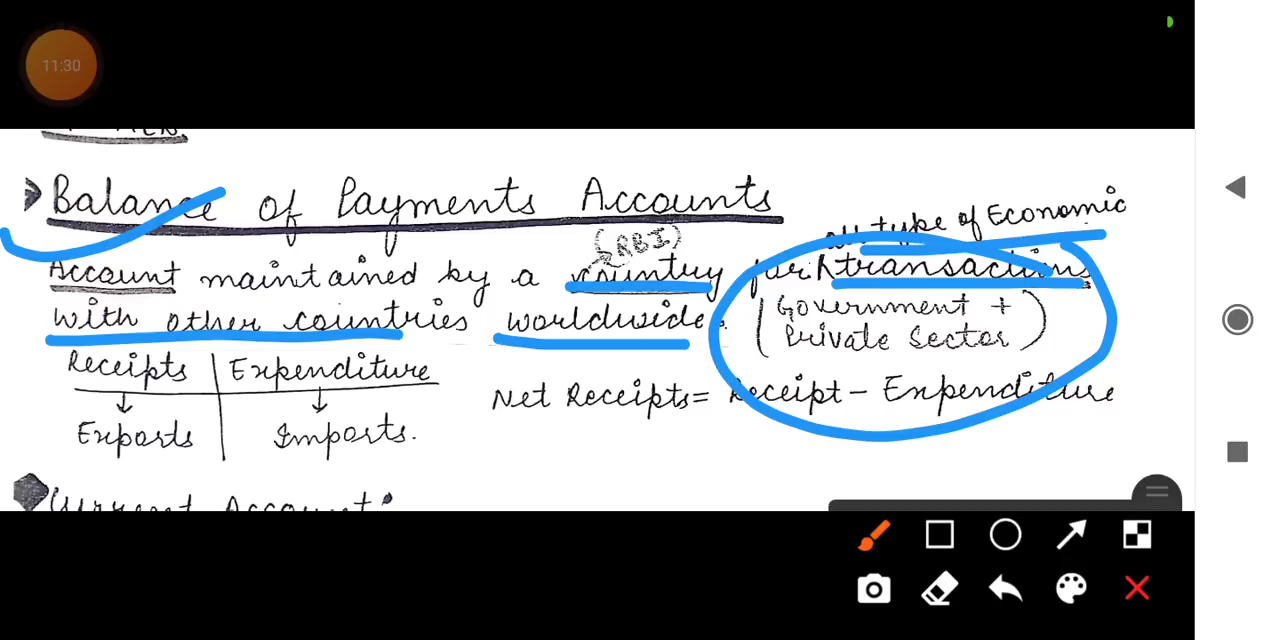 11:30
Balance of Payments Accounts
(RBI)
all type of Economic
Account maintained by a country for transactions
with other countries worldwide. (Government +
Private Sector)
Receipts | Expenditure
Net Receipts = Receipt - Expenditure
Exports | Imports.
Current Account: